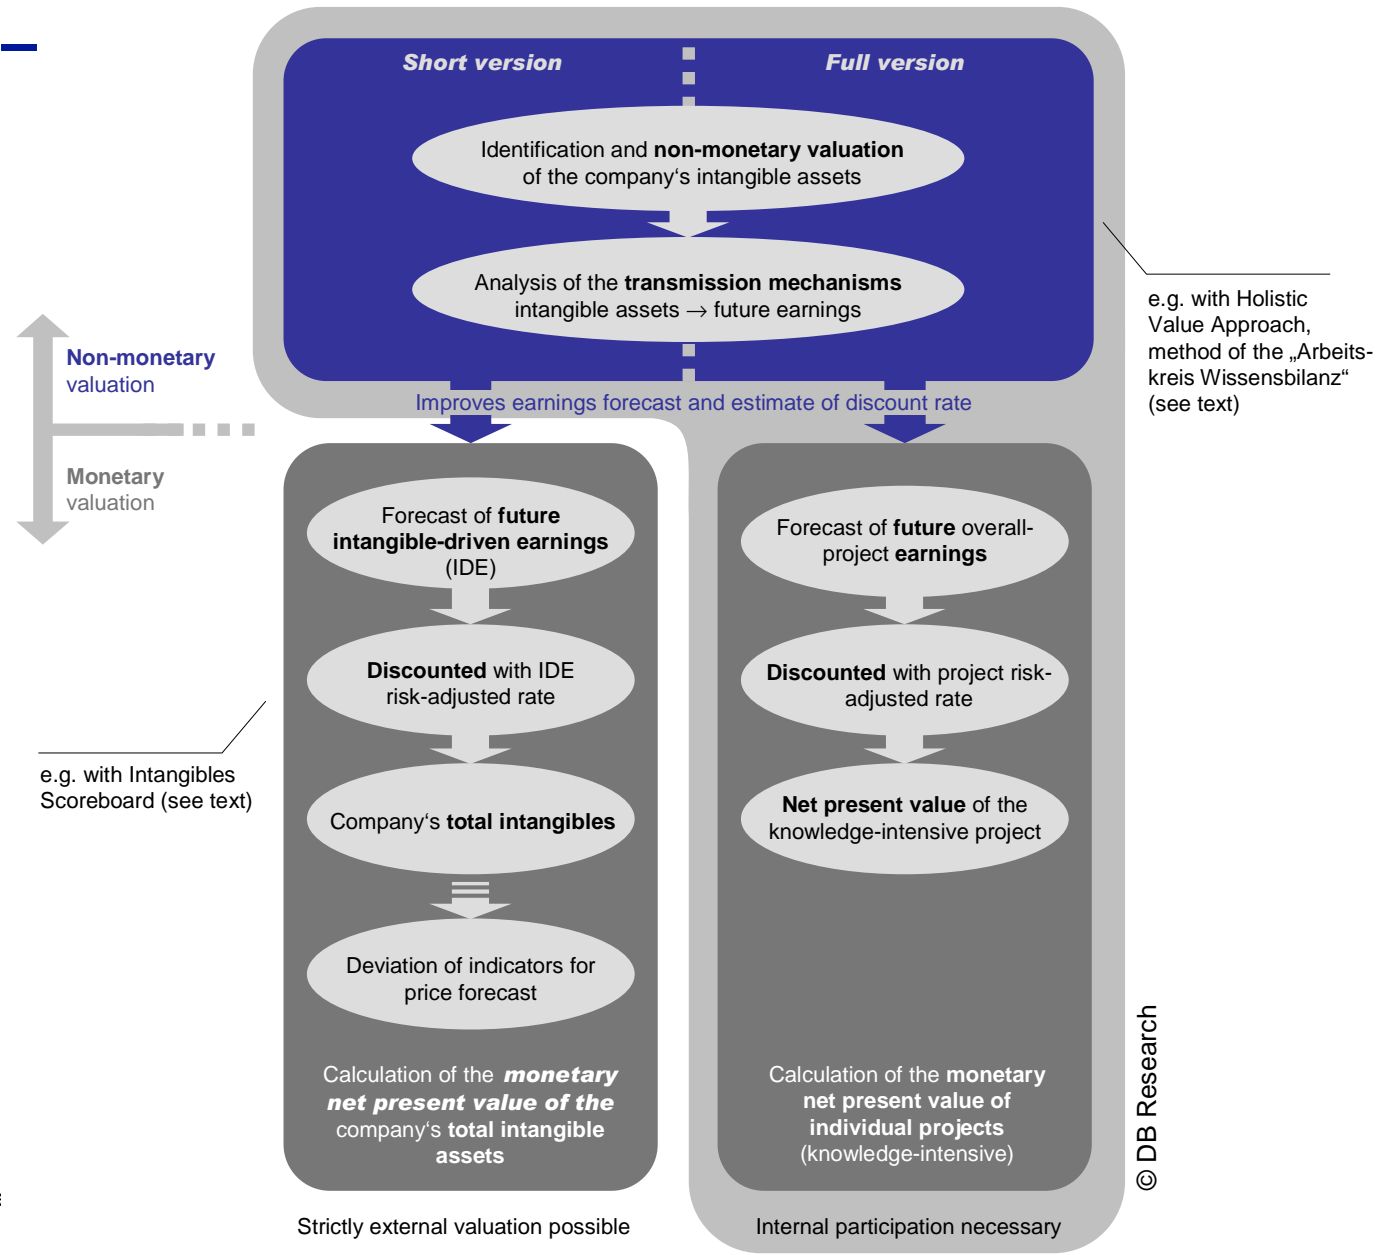 Short version
Full version
Identification and non-monetary valuation
of the company‘s intangible assets
Analysis of the transmission mechanisms
intangible assets → future earnings
e.g. with Holistic
Value Approach,
method of the „Arbeits-
kreis Wissensbilanz“
(see text)
Non-monetary
valuation
Monetary
valuation
Improves earnings forecast and estimate of discount rate
Forecast of future
intangible-driven earnings
(IDE)
Discounted with IDE
risk-adjusted rate
e.g. with Intangibles
Scoreboard (see text)
Company‘s total intangibles
Deviation of indicators for
price forecast
Calculation of the monetary
net present value of the
company‘s total intangible
assets
Strictly external valuation possible
Forecast of future overall-
project earnings
Discounted with project risk-
adjusted rate
Net present value of the
knowledge-intensive project
Calculation of the monetary
net present value of
individual projects
(knowledge-intensive)
Internal participation necessary
© DB Research